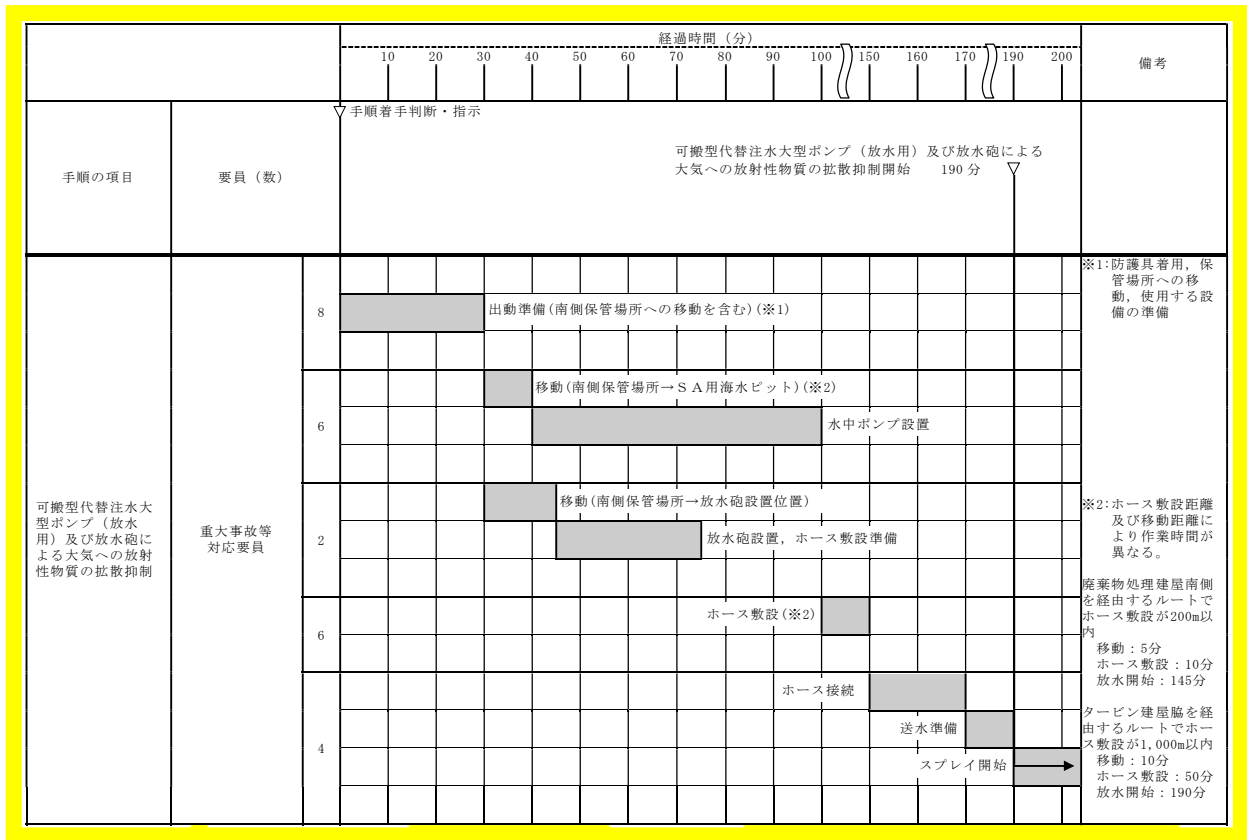 経過時間（分）
10 20 30 40 50 60 70 80 90 100 150 160 170 190 200
備考
手順の項目
要員（数）
手順着手判断・指示
可搬型代替注水大型ポンプ（放水用）及び放水砲による
大気への放射性物質の拡散抑制開始 190 分
可搬型代替注水大
型ポンプ（放水
用）及び放水砲に
よる大気への放射
性物質の拡散抑制
重大事故等
対応要員
8
出動準備(南側保管場所への移動を含む)(※1)
6
移動(南側保管場所→ＳＡ用海水ピット)(※2)
水中ポンプ設置
2
移動(南側保管場所→放水砲設置位置)
放水砲設置，ホース敷設準備
6
ホース敷設(※2)
4
ホース接続
送水準備
スプレイ開始
※1:防護具着用，保
管場所への移
動，使用する設
備の準備
※2:ホース敷設距離
及び移動距離に
より作業時間が
異なる。
廃棄物処理建屋南側
を経由するルートで
ホース敷設が200m以
内
移動：5分
ホース敷設：10分
放水開始：145分
タービン建屋脇を経
由するルートでホー
ス敷設が1,000m以内
移動：10分
ホース敷設：50分
放水開始：190分